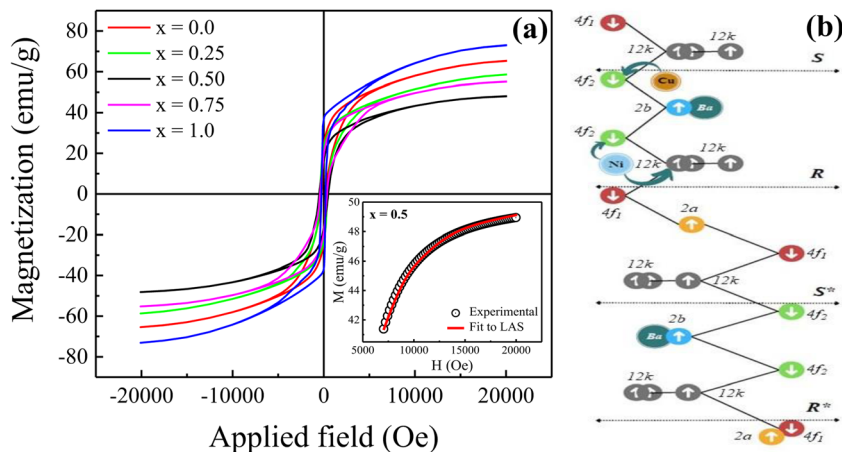 (a)
x = 0.0
x = 0.25
x = 0.50
x = 0.75
x = 1.0
Magnetization (emu/g)
80
60
40
20
0
-20
-40
-60
-80
-20000 -10000 0 10000 20000
Applied field (Oe)
x = 0.5
M (emu/g)
50
48
46
44
42
5000 10000 15000 20000
H (Oe)
Experimental
Fit to LAS
(b)
4f₁
12k 12k
S
4f₂ Cu
2b Ba
4f₂
12k 12k
Ni
R
4f₁
2a
4f₁
12k 12k
S*
4f₂
2b
Ba
4f₂
12k 12k
R*
2a 4f₁